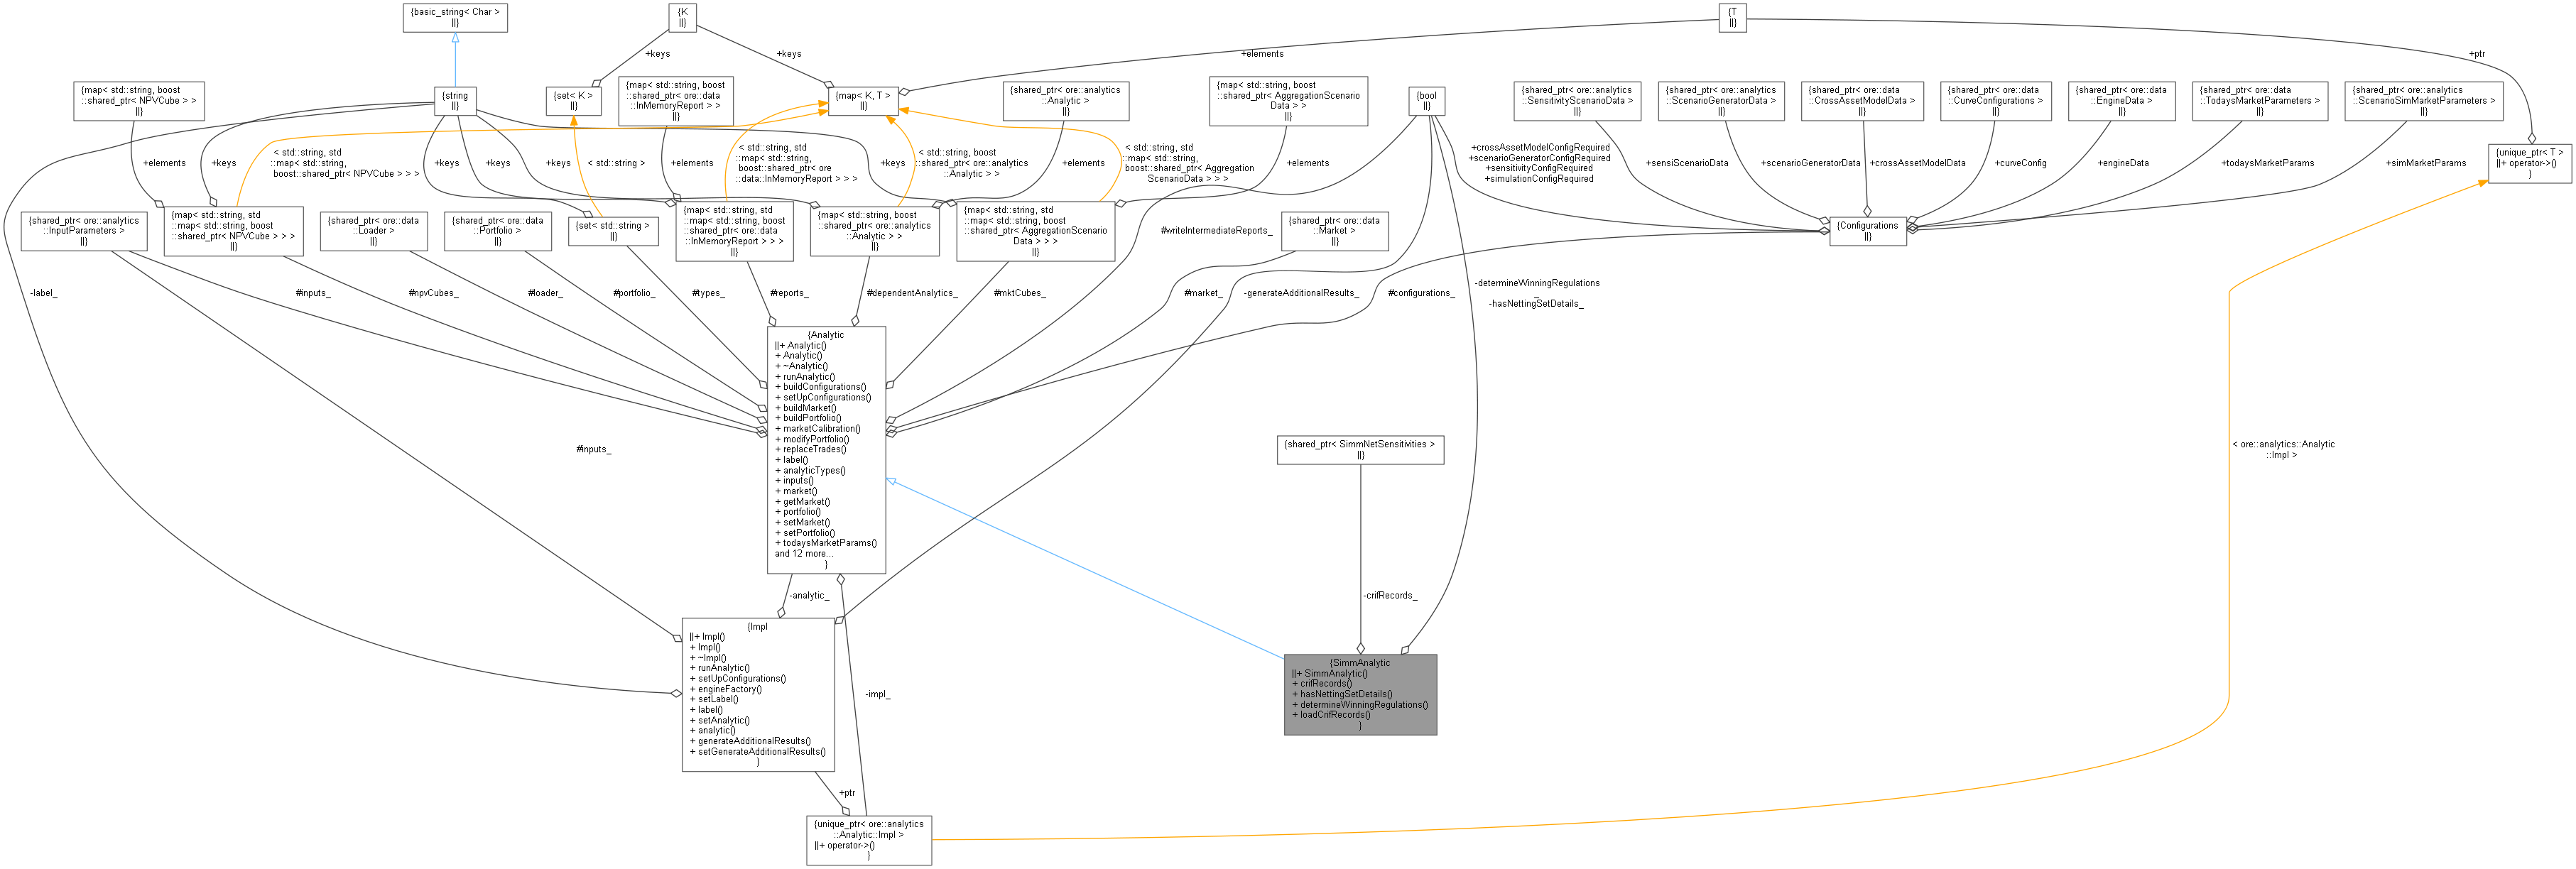 {basic_string< Char >
||}
{K
||}
{T
||}
+keys
+keys
+elements
+ptr
{map< std::string, boost
::shared_ptr< NPVCube > >
||}
{string
||}
{set< K >
||}
{map< std::string, boost
::shared_ptr< ore::data
::InMemoryReport > >
||}
{map< K, T >
||}
{shared_ptr< ore::analytics
::Analytic >
||}
{map< std::string, boost
::shared_ptr< AggregationScenario
Data > >
||}
{bool
||}
{shared_ptr< ore::analytics
::SensitivityScenarioData >
||}
{shared_ptr< ore::analytics
::ScenarioGeneratorData >
||}
{shared_ptr< ore::data
::CrossAssetModelData >
||}
{shared_ptr< ore::data
::CurveConfigurations >
||}
{shared_ptr< ore::data
::EngineData >
||}
{shared_ptr< ore::data
::TodaysMarketParameters >
||}
{shared_ptr< ore::analytics
::ScenarioSimMarketParameters >
||}
{unique_ptr< T >
||+ operator->()
}
+elements
+keys
< std::string, std
::map< std::string,
boost::shared_ptr< NPVCube > > >
+keys
+keys
+keys
< std::string >
+elements
< std::string, std
::map< std::string,
boost::shared_ptr< ore
::data::InMemoryReport > > >
+keys
< std::string, boost
::shared_ptr< ore::analytics
::Analytic > >
+elements
< std::string, std
::map< std::string,
boost::shared_ptr< Aggregation
ScenarioData > > >
+elements
+crossAssetModelConfigRequired
+scenarioGeneratorConfigRequired
+sensitivityConfigRequired
+simulationConfigRequired
+sensiScenarioData
+scenarioGeneratorData
+crossAssetModelData
+curveConfig
+engineData
+todaysMarketParams
+simMarketParams
{shared_ptr< ore::analytics
::InputParameters >
||}
{map< std::string, std
::map< std::string, boost
::shared_ptr< NPVCube > > >
||}
{shared_ptr< ore::data
::Loader >
||}
{shared_ptr< ore::data
::Portfolio >
||}
{set< std::string >
||}
{map< std::string, std
::map< std::string, boost
::shared_ptr< ore::data
::InMemoryReport > > >
||}
{map< std::string, boost
::shared_ptr< ore::analytics
::Analytic > >
||}
{map< std::string, std
::map< std::string, boost
::shared_ptr< AggregationScenario
Data > > >
||}
#writeIntermediateReports_
{shared_ptr< ore::data
::Market >
||}
{Configurations
||}
-label_
#inputs_
#npvCubes_
#loader_
#portfolio_
#types_
#reports_
#dependentAnalytics_
#mktCubes_
#market_
-generateAdditionalResults_
#configurations_
-determineWinningRegulations
_
-hasNettingSetDetails_
{Analytic
||+ Analytic()
+ Analytic()
+ ~Analytic()
+ runAnalytic()
+ buildConfigurations()
+ setUpConfigurations()
+ buildMarket()
+ buildPortfolio()
+ marketCalibration()
+ modifyPortfolio()
+ replaceTrades()
+ label()
+ analyticTypes()
+ inputs()
+ market()
+ getMarket()
+ portfolio()
+ setMarket()
+ setPortfolio()
+ todaysMarketParams()
and 12 more...
}
#inputs_
{shared_ptr< SimmNetSensitivities >
||}
< ore::analytics::Analytic
::Impl >
-analytic_
-crifRecords_
{Impl
||+ Impl()
+ Impl()
+ ~Impl()
+ runAnalytic()
+ setUpConfigurations()
+ engineFactory()
+ setLabel()
+ label()
+ setAnalytic()
+ analytic()
+ generateAdditionalResults()
+ setGenerateAdditionalResults()
}
-impl_
{SimmAnalytic
||+ SimmAnalytic()
+ crifRecords()
+ hasNettingSetDetails()
+ determineWinningRegulations()
+ loadCrifRecords()
}
+ptr
{unique_ptr< ore::analytics
::Analytic::Impl >
||+ operator->()
}